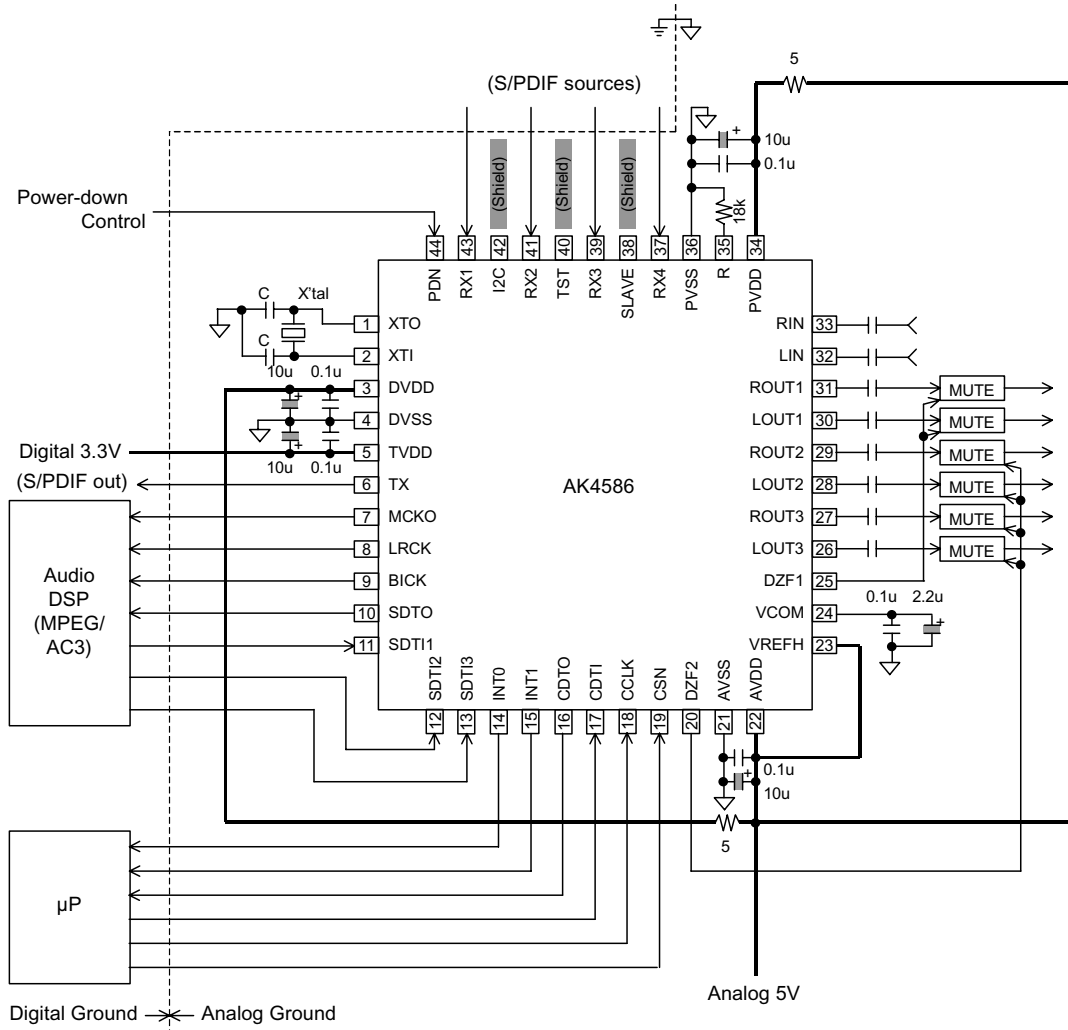 5
(S/PDIF sources)
10u
0.1u
18k
(Shield)
(Shield)
(Shield)
Power-down
Control
44
43
42
41
40
39
38
37
36
35
34
PDN
RX1
I2C
RX2
TST
RX3
SLAVE
RX4
PVSS
R
PVDD
C
X'tal
C
1 XTO
2 XTI
10u 0.1u
3 DVDD
4 DVSS
Digital 3.3V
5 TVDD
10u 0.1u
(S/PDIF out)
6 TX
7 MCKO
8 LRCK
9 BICK
10 SDTO
11 SDTI1
Audio
DSP
(MPEG/
AC3)
AK4586
RIN 33
LIN 32
ROUT1 31 MUTE
LOUT1 30 MUTE
ROUT2 29 MUTE
LOUT2 28 MUTE
ROUT3 27 MUTE
LOUT3 26 MUTE
DZF1 25
VCOM 24
0.1u 2.2u
VREFH 23
SDTI2
SDTI3
INT0
INT1
CDTO
CDTI
CCLK
CSN
DZF2
AVSS
AVDD
12
13
14
15
16
17
18
19
20
21
22
0.1u
10u
5
µP
Analog 5V
Digital Ground
Analog Ground